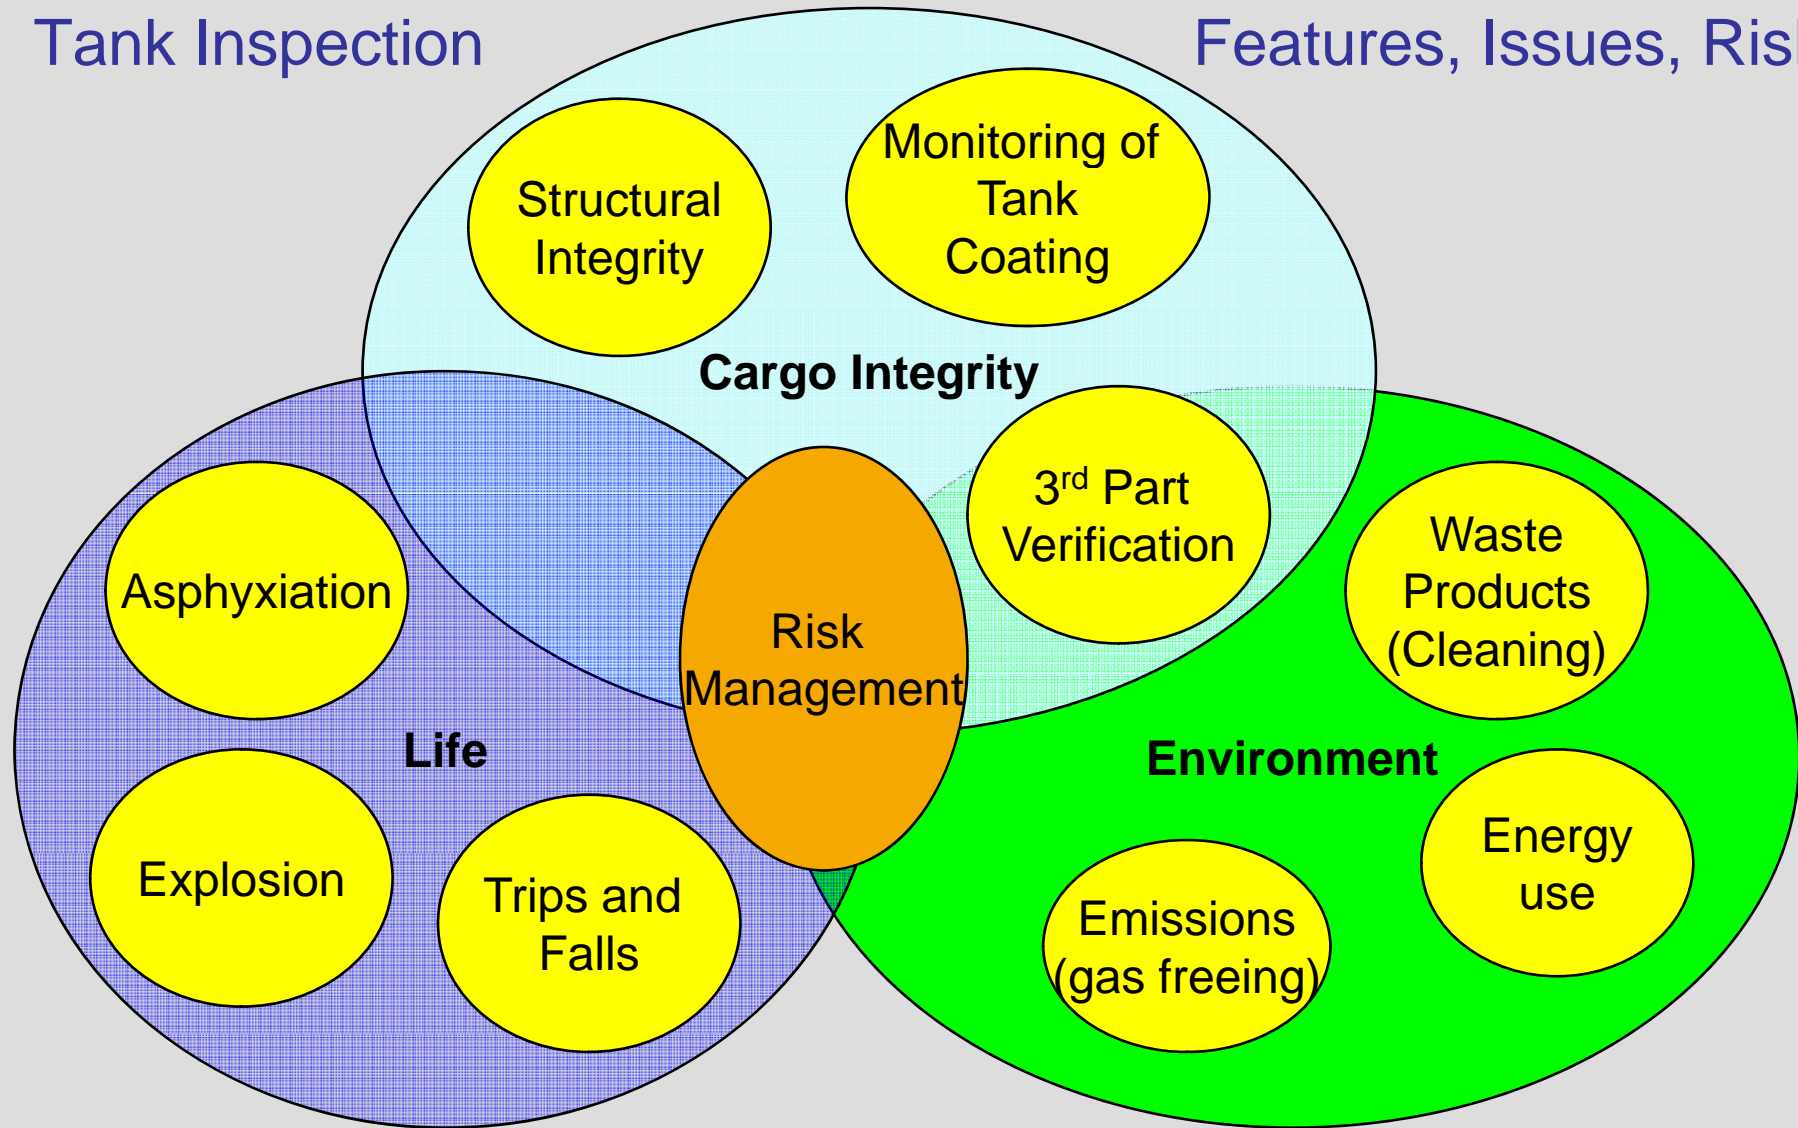 Tank Inspection
Features, Issues, Ris
Structural
Integrity
Monitoring of
Tank
Coating
Cargo Integrity
3rd Part
Verification
Asphyxiation
Risk
Management
Waste
Products
(Cleaning)
Life
Environment
Explosion
Trips and
Falls
Emissions
(gas freeing)
Energy
use